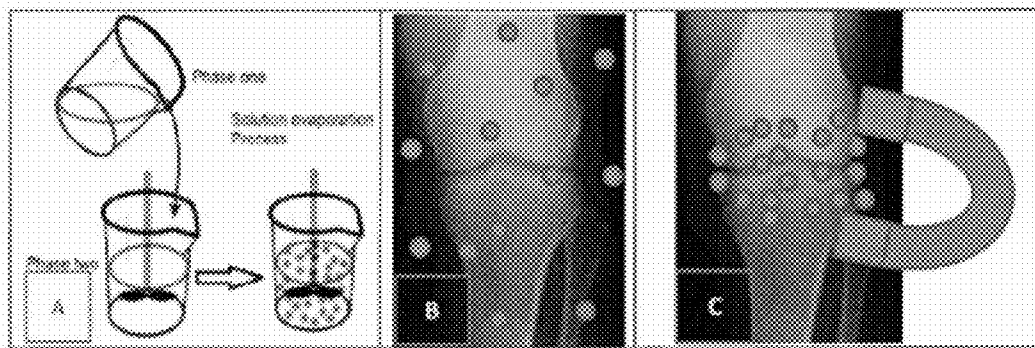 Phase one
Solution evaporation
Process
Phase two
A
B
C